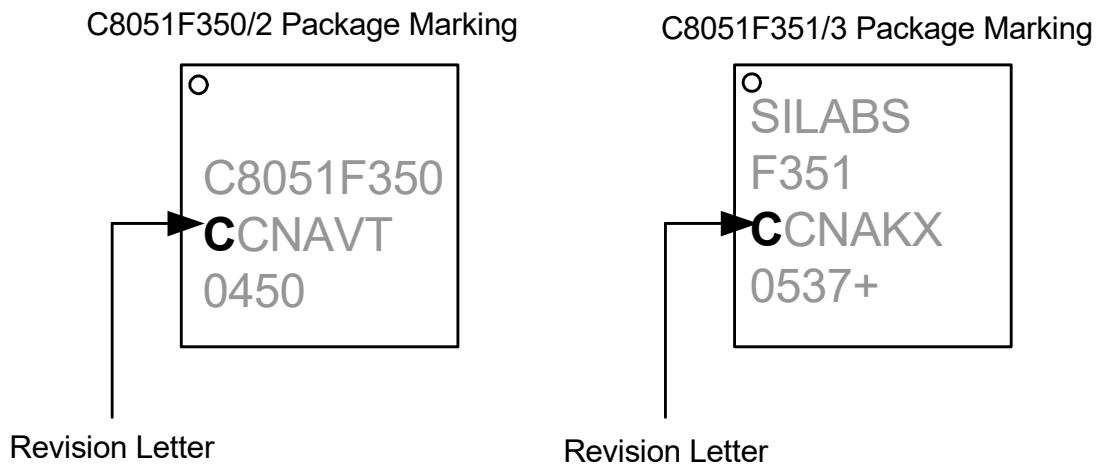 C8051F350/2 Package Marking
C8051F350
CCNAVT
0450
Revision Letter
C8051F351/3 Package Marking
SILABS
F351
CCNAKX
0537+
Revision Letter